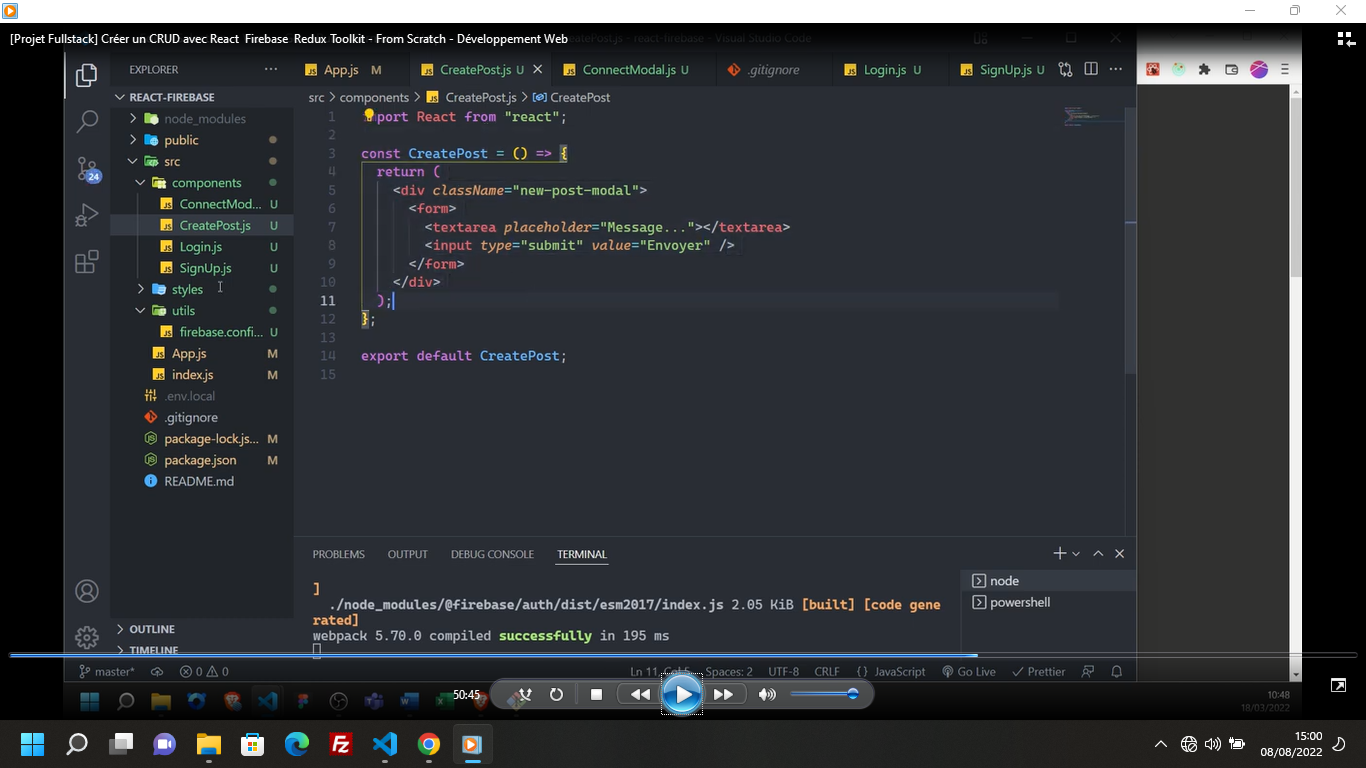 [Projet Fullstack] Créer un CRUD avec React  Firebase  Redux Toolkit - From Scratch - Développement Web
EXPLORER
App.js M
CreatePost.js U
ConnectModal.js U
.gitignore
Login.js U
SignUp.js U
REACT-FIREBASE
node_modules
public
src
components
ConnectMod... U
CreatePost.js U
Login.js U
SignUp.js U
styles
utils
firebase.confi... U
App.js M
index.js M
.env.local
.gitignore
package-lock.js... M
package.json M
README.md
OUTLINE
TIMELINE
24
src > components > CreatePost.js > CreatePost
1 port React from "react";
2
3 const CreatePost = () => {
4 return (
5 <div className="new-post-modal">
6 <form>
7 <textarea placeholder="Message..."></textarea>
8 <input type="submit" value="Envoyer" />
9 </form>
10 </div>
11 );
12 };
13
14 export default CreatePost;
15
PROBLEMS OUTPUT DEBUG CONSOLE TERMINAL
]
./node_modules/@firebase/auth/dist/esm2017/index.js 2.05 KiB [built] [code gene
rated]
webpack 5.70.0 compiled successfully in 195 ms
node
powershell
master* 0 0 Ln 11, Col 5 Spaces: 2 UTF-8 CRLF {} JavaScript Go Live Prettier
50:45
10:48
18/03/2022
15:00
08/08/2022